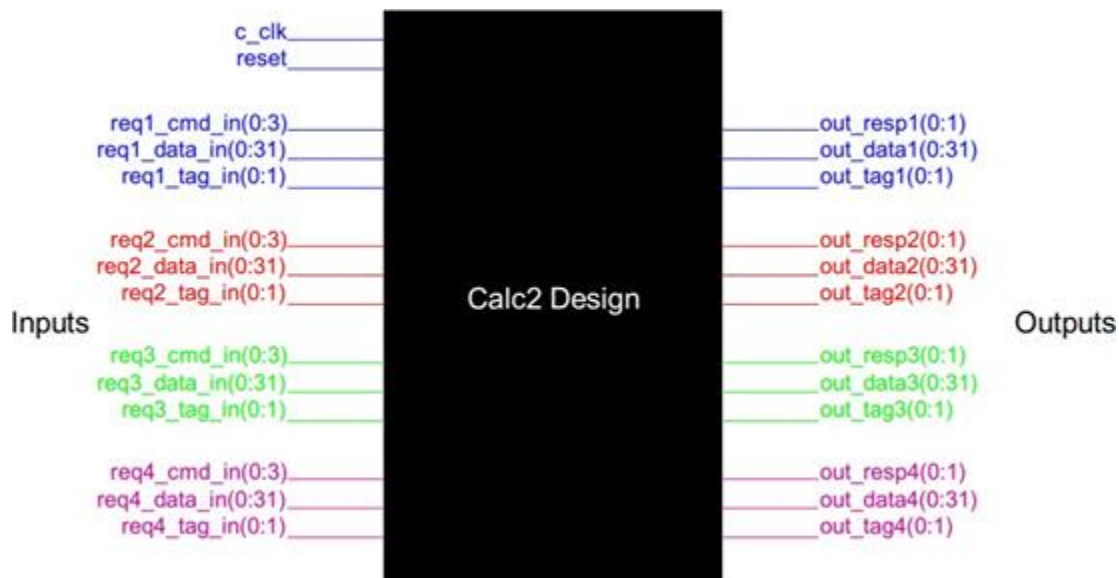 c_clk
reset
req1_cmd_in(0:3)
req1_data_in(0:31)
req1_tag_in(0:1)
req2_cmd_in(0:3)
req2_data_in(0:31)
req2_tag_in(0:1)
Inputs
req3_cmd_in(0:3)
req3_data_in(0:31)
req3_tag_in(0:1)
req4_cmd_in(0:3)
req4_data_in(0:31)
req4_tag_in(0:1)
Calc2 Design
out_resp1(0:1)
out_data1(0:31)
out_tag1(0:1)
out_resp2(0:1)
out_data2(0:31)
out_tag2(0:1)
Outputs
out_resp3(0:1)
out_data3(0:31)
out_tag3(0:1)
out_resp4(0:1)
out_data4(0:31)
out_tag4(0:1)